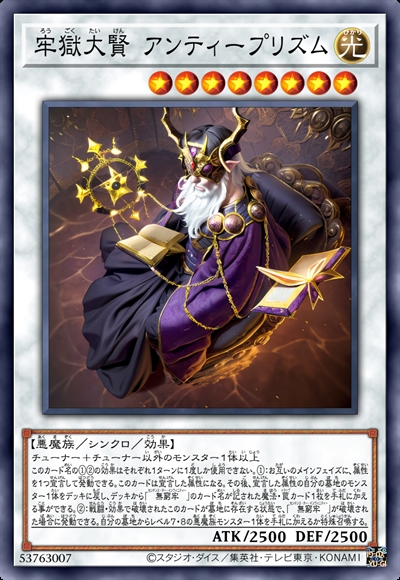 牢獄大賢 アンティープリズム
光
【悪魔族／シンクロ／効果】
チューナー＋チューナー以外のモンスター1体以上
このカード名の①②の効果はそれぞれ1ターンに1度しか使用できない。①：お互いのメインフェイズに、属性
を1つ宣言して発動できる。このカードは宣言した属性になる。その後、宣言した属性の自分の墓地のモンス
ター1体をデッキに戻し、デッキから「無窮牢」のカード名が記された魔法・罠カード1枚を手札に加え
る事ができる。②：戦闘・効果で破壊されたこのカードが墓地に存在する状態で、「無窮牢」が破壊され
た場合に発動できる。自分の墓地からレベル7・8の悪魔族モンスター1体を手札に加えるか特殊召喚する。
ATK/2500 DEF/2500
53763007
©スタジオ・ダイス／集英社・テレビ東京・KONAMI